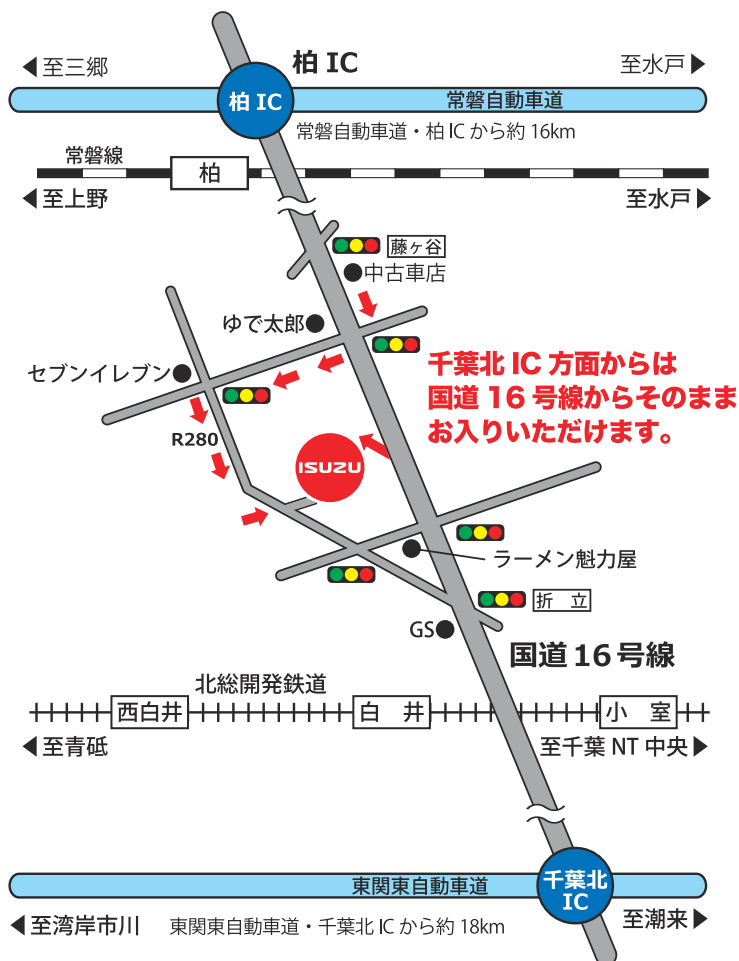 柏 IC
至三郷
至水戸
柏 IC
常磐自動車道
常磐自動車道・柏 IC から約 16km
常磐線
柏
至上野
至水戸
藤ヶ谷
中古車店
ゆで太郎
セブンイレブン
千葉北 IC 方面からは
国道 16 号線からそのまま
お入りいただけます。
R280
ISUZU
ラーメン魁力屋
折 立
GS
国道 16 号線
北総開発鉄道
西白井
白 井
小 室
至青砥
至千葉 NT 中央
東関東自動車道
千葉北
IC
至湾岸市川
東関東自動車道・千葉北 IC から約 18km
至潮来